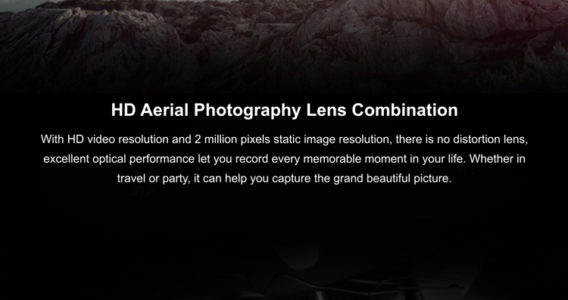 HD Aerial Photography Lens Combination
With HD video resolution and 2 million pixels static image resolution, there is no distortion lens,
excellent optical performance let you record every memorable moment in your life. Whether in
travel or party, it can help you capture the grand beautiful picture.